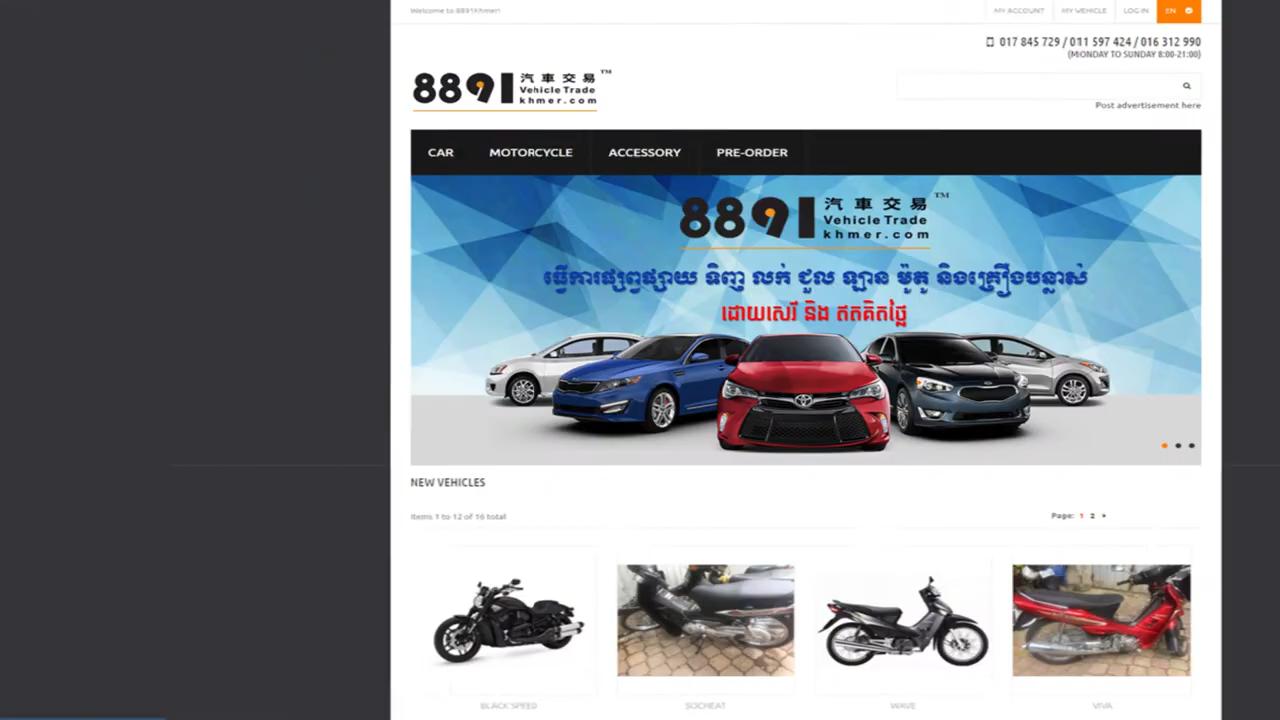 Welcome to 8891Khmer!
MY ACCOUNT
MY VEHICLE
LOG IN
EN
017 845 729 / 011 597 424 / 016 312 990
(MIONDAY TO SUNDAY 8:00-21:00)
8891 汽車交易 ™
Vehicle Trade
khmer.com
Post advertisement here
CAR
MOTORCYCLE
ACCESSORY
PRE-ORDER
8891 汽車交易 ™
Vehicle Trade
khmer.com
ធ្វើការផ្សព្វផ្សាយ ទិញ លក់ ជួល ឡាន ម៉ូតូ និងគ្រឿងបន្លាស់
ដោយសេរី និង ឥតគិតថ្លៃ
NEW VEHICLES
Items 1 to 12 of 16 total
Page: 1 2
BLACK SPEED
SOCHEAT
WAVE
VIVA